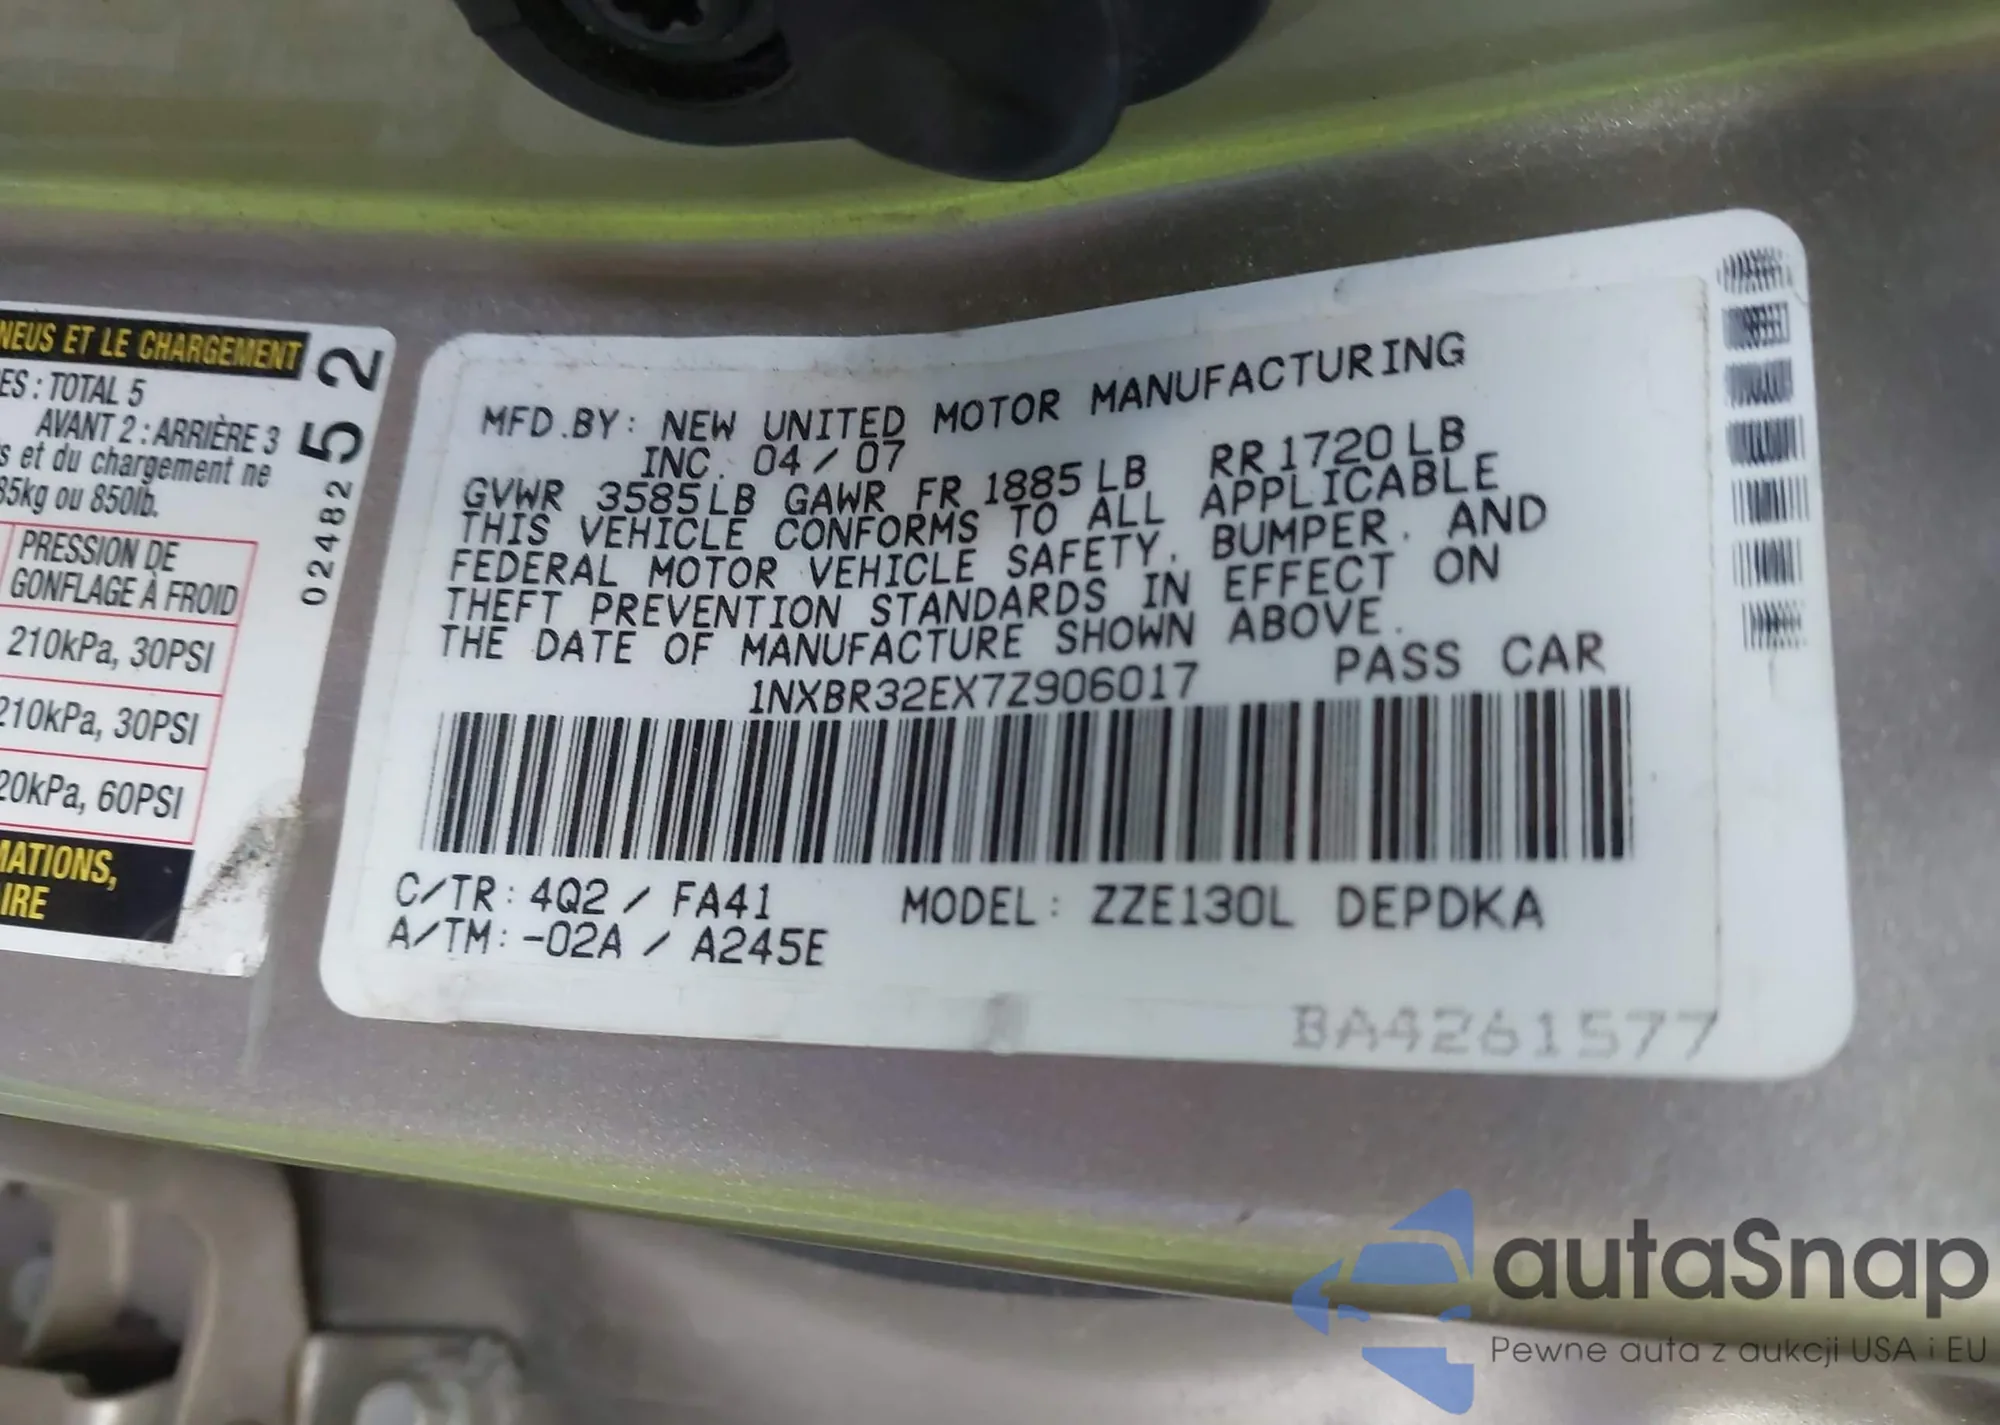 NEUS ET LE CHARGEMENT
ES : TOTAL 5
AVANT 2 : ARRIÈRE 3
s et du chargement ne
85kg ou 850lb.
PRESSION DE
GONFLAGE À FROID
210kPa, 30PSI
210kPa, 30PSI
20kPa, 60PSI
MATIONS,
IRE
52
02482
MFD.BY: NEW UNITED MOTOR MANUFACTURING
INC. 04/07
GVWR 3585LB GAWR FR 1885LB RR1720LB
THIS VEHICLE CONFORMS TO ALL APPLICABLE
FEDERAL MOTOR VEHICLE SAFETY, BUMPER, AND
THEFT PREVENTION STANDARDS IN EFFECT ON
THE DATE OF MANUFACTURE SHOWN ABOVE.
1NXBR32EX7Z906017 PASS CAR
C/TR: 4Q2 / FA41 MODEL: ZZE130L DEPDKA
A/TM: -02A / A245E
BA4261577
autaSnap
Pewne auta z aukcji USA i EU